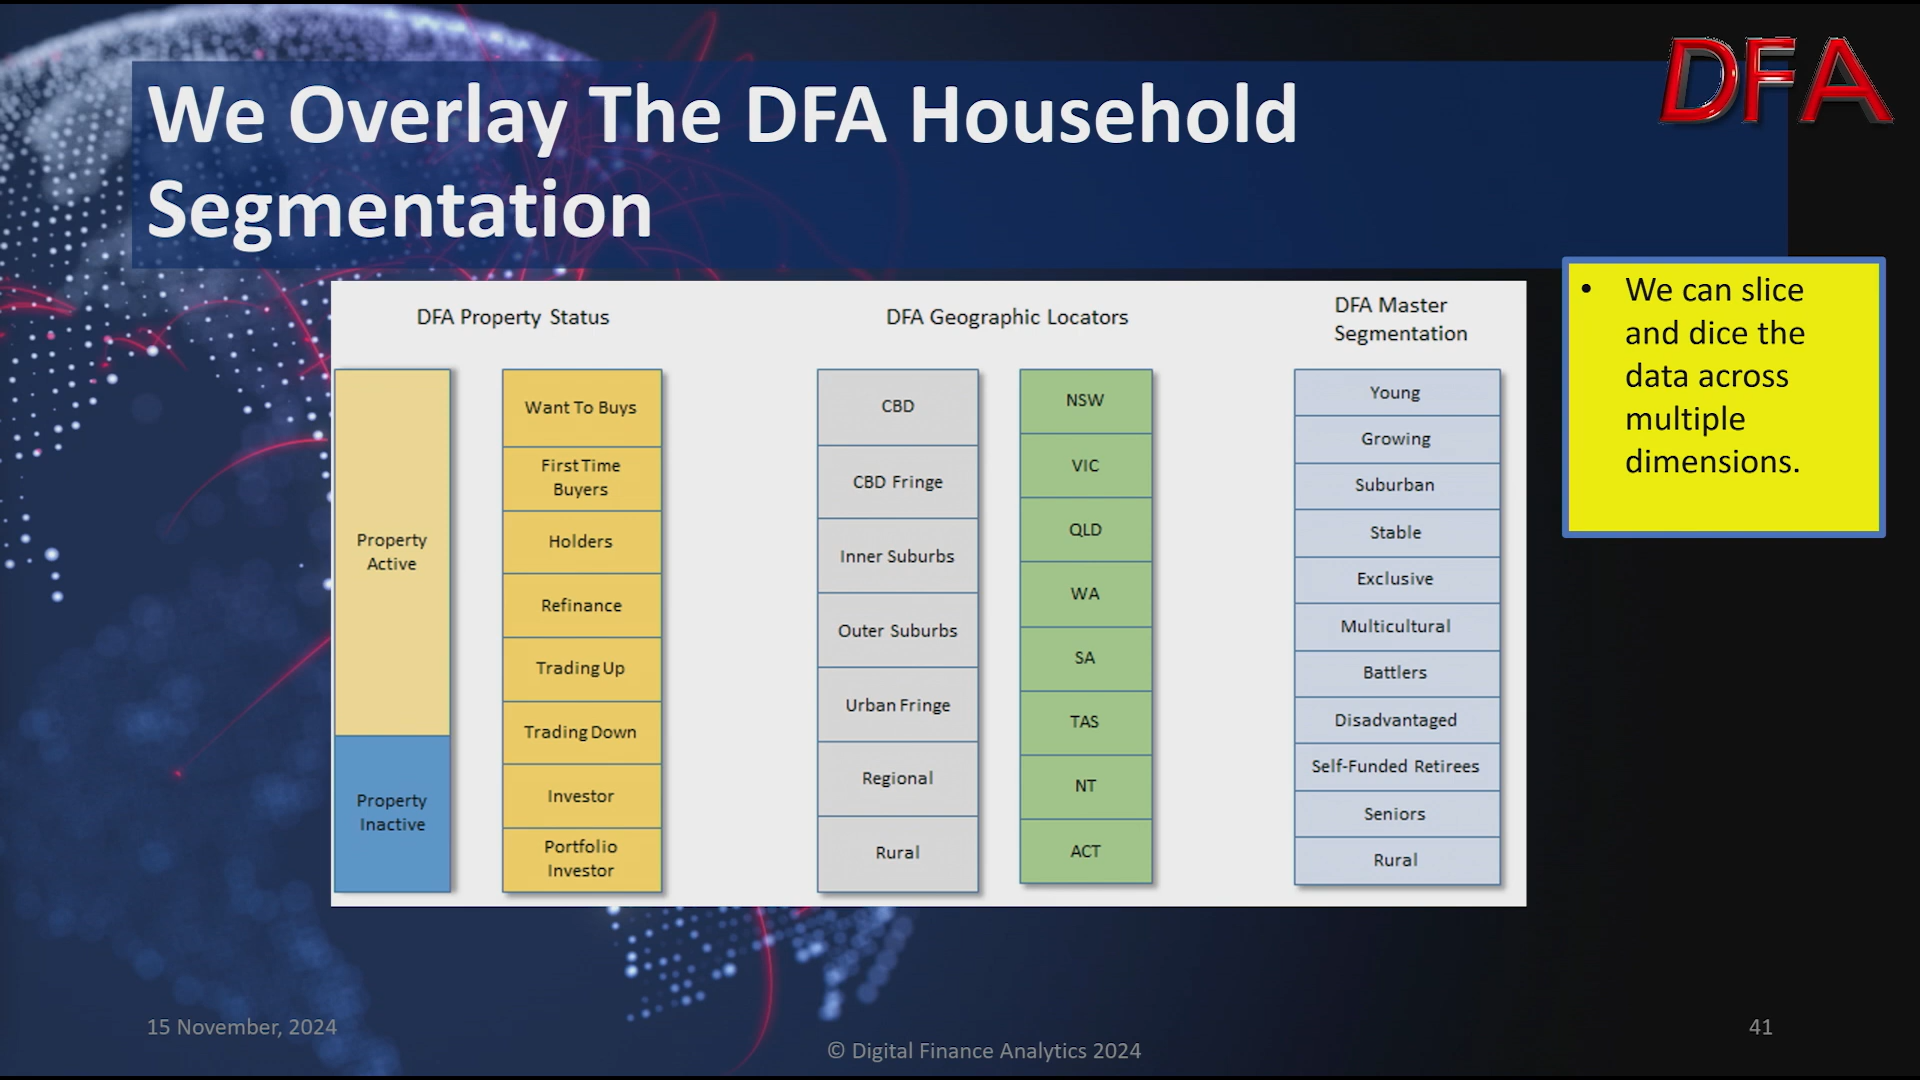 DFA
We Overlay The DFA Household
Segmentation
DFA Property Status
DFA Geographic Locators
DFA Master
Segmentation
Property
Active
Property
Inactive
Want To Buys
First Time
Buyers
Holders
Refinance
Trading Up
Trading Down
Investor
Portfolio
Investor
CBD
CBD Fringe
Inner Suburbs
Outer Suburbs
Urban Fringe
Regional
Rural
NSW
VIC
QLD
WA
SA
TAS
NT
ACT
Young
Growing
Suburban
Stable
Exclusive
Multicultural
Battlers
Disadvantaged
Self-Funded Retirees
Seniors
Rural
• We can slice
and dice the
data across
multiple
dimensions.
15 November, 2024
41
© Digital Finance Analytics 2024